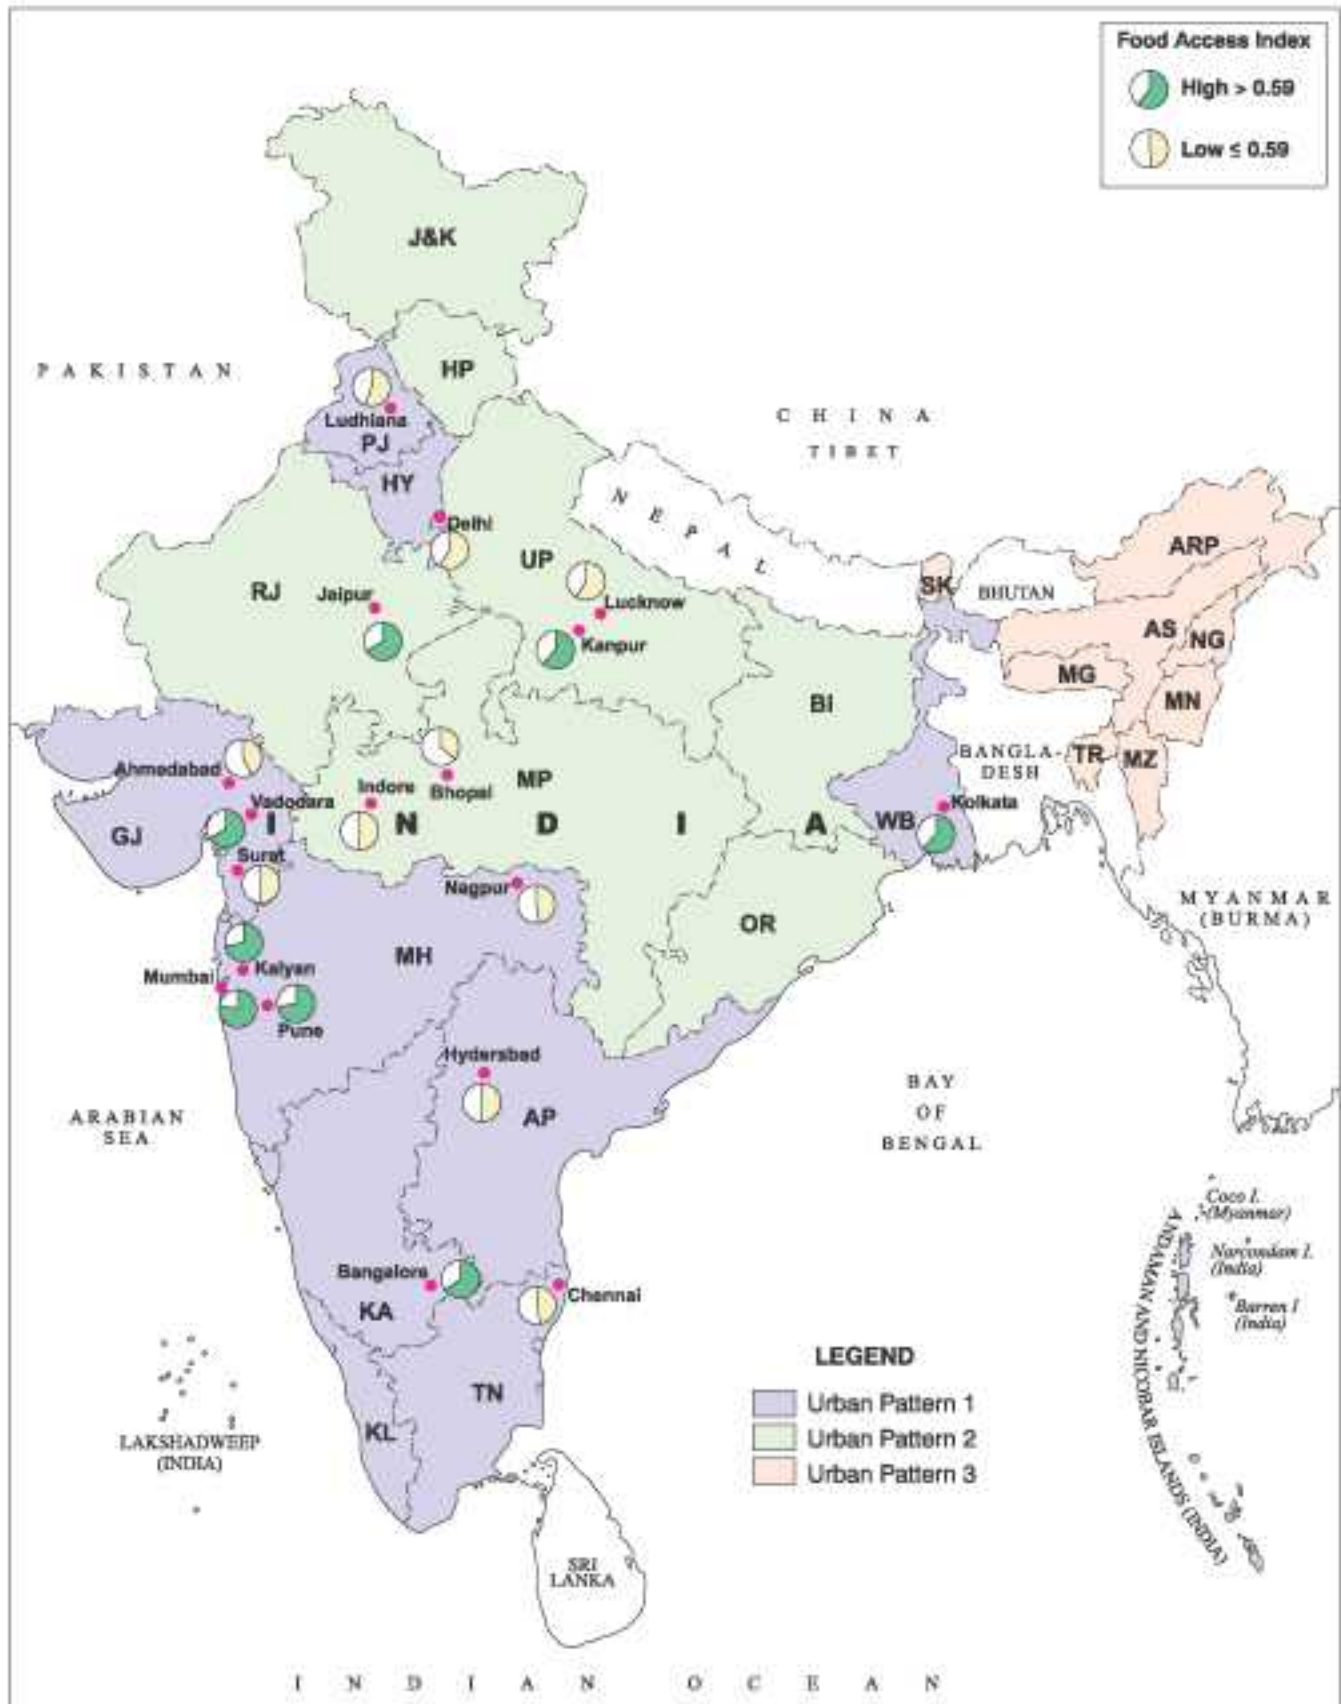 Food Access Index
High > 0.59
Low ≤ 0.59
J&K
PAKISTAN
HP
CHINA
TIBET
Ludhiana
PJ
HY
NEPAL
Delhi
UP
ARP
RJ
Jaipur
Lucknow
SK
BHUTAN
Kanpur
AS
NG
MG
MN
BI
BANGLA-
DESH
TR
MZ
Ahmedabad
Indore
Bhopal
MP
Vadodara
Kolkata
GJ
INDIA
WB
Surat
Nagpur
MYANMAR
(BURMA)
OR
MH
Mumbai
Kalyan
Pune
Hyderabad
AP
ARABIAN
SEA
BAY
OF
BENGAL
Coco I.
(Myanmar)
Narcondam I.
(India)
Barren I
(India)
ANDAMAN AND NICOBAR ISLANDS (INDIA)
Bangalore
Chennai
KA
LEGEND
TN
Urban Pattern 1
KL
Urban Pattern 2
LAKSHADWEEP
(INDIA)
Urban Pattern 3
SRI
LANKA
INDIAN OCEAN